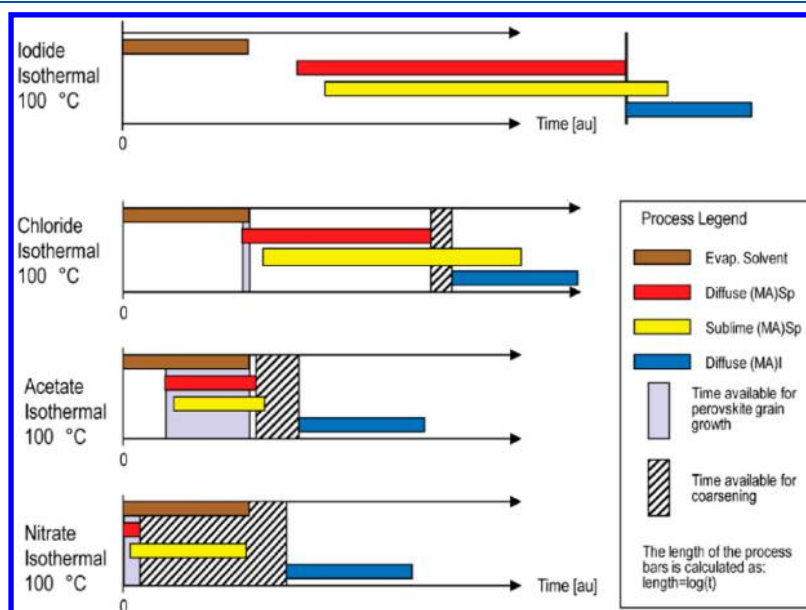 Iodide
Isothermal
100 °C
0
Time [au]
Chloride
Isothermal
100 °C
0
Acetate
Isothermal
100 °C
0
Nitrate
Isothermal
100 °C
0
Time [au]
Process Legend
Evap. Solvent
Diffuse (MA)Sp
Sublime (MA)Sp
Diffuse (MA)I
Time available for
perovskite grain
growth
Time available for
coarsening
The length of the process
bars is calculated as:
length=log(t)